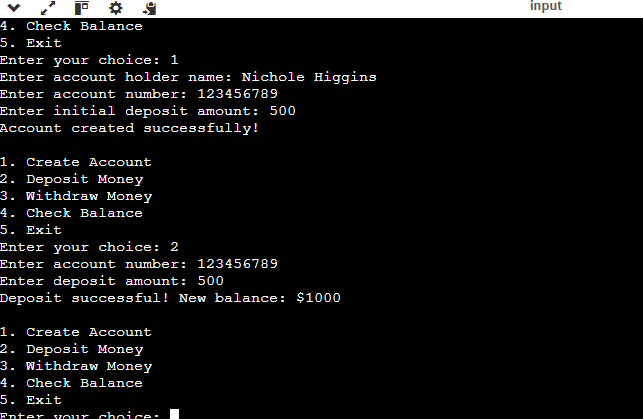 input
4. Check Balance
5. Exit
Enter your choice: 1
Enter account holder name: Nichole Higgins
Enter account number: 123456789
Enter initial deposit amount: 500
Account created successfully!
1. Create Account
2. Deposit Money
3. Withdraw Money
4. Check Balance
5. Exit
Enter your choice: 2
Enter account number: 123456789
Enter deposit amount: 500
Deposit successful! New balance: $1000
1. Create Account
2. Deposit Money
3. Withdraw Money
4. Check Balance
5. Exit
Enter your choice: